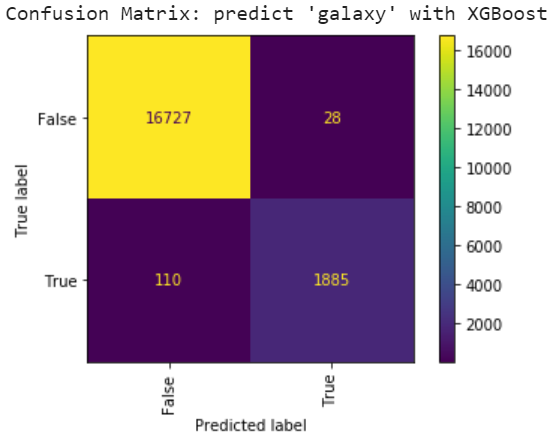 Confusion Matrix: predict 'galaxy' with XGBoost
False
16727
28
True
110
1885
True label
False
True
Predicted label
16000
14000
12000
10000
8000
6000
4000
2000